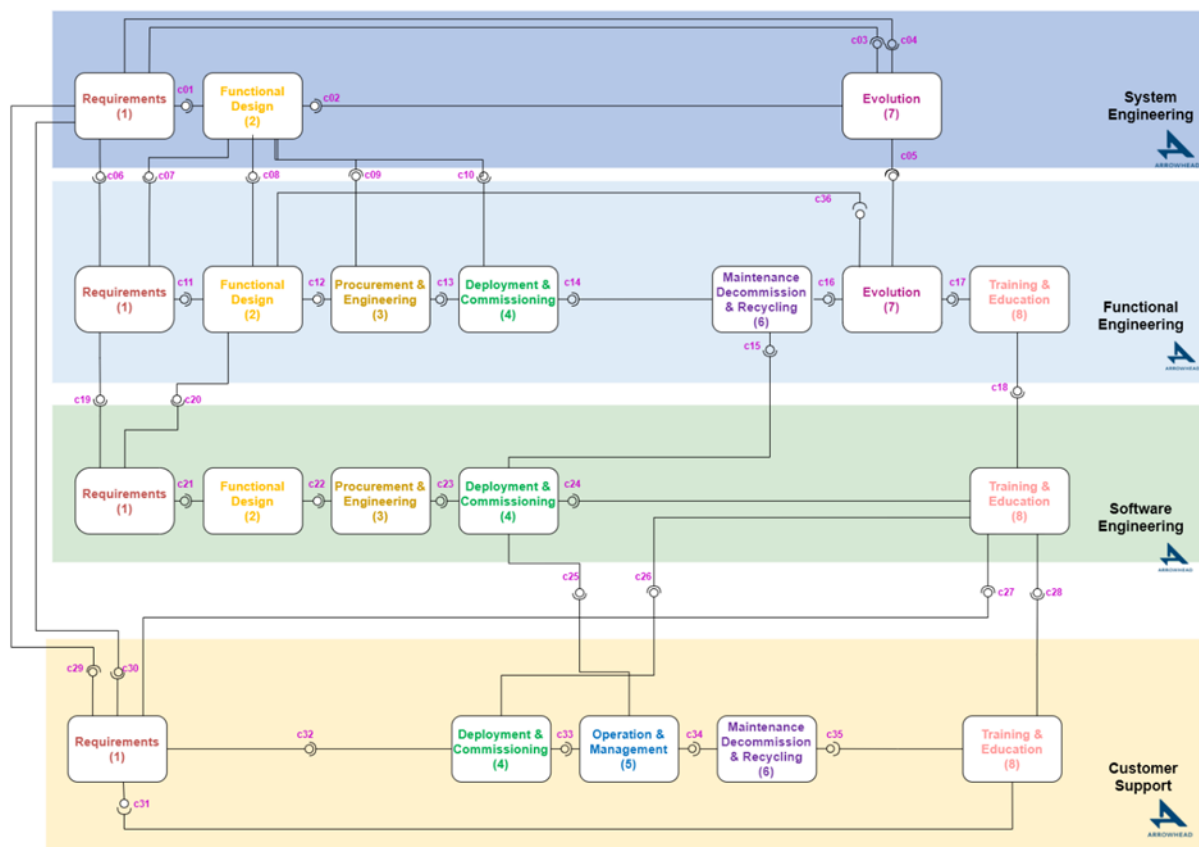 c03
c04
Requirements
(1)
c01
Functional
Design
(2)
c02
Evolution
(7)
System
Engineering
ARROWHEAD
c05
c06
c07
c08
c09
c10
c36
Requirements
(1)
c11
Functional
Design
(2)
c12
Procurement &
Engineering
(3)
c13
Deployment &
Commissioning
(4)
c14
Maintenance
Decommission
& Recycling
(6)
c16
Evolution
(7)
c17
Training &
Education
(8)
Functional
Engineering
ARROWHEAD
c15
c18
c19
c20
Requirements
(1)
c21
Functional
Design
(2)
c22
Procurement &
Engineering
(3)
c23
Deployment &
Commissioning
(4)
c24
Training &
Education
(8)
Software
Engineering
ARROWHEAD
c25
c26
c27
c28
c29
c30
Requirements
(1)
c32
Deployment &
Commissioning
(4)
c33
Operation &
Management
(5)
c34
Maintenance
Decommission
& Recycling
(6)
c35
Training &
Education
(8)
Customer
Support
ARROWHEAD
c31